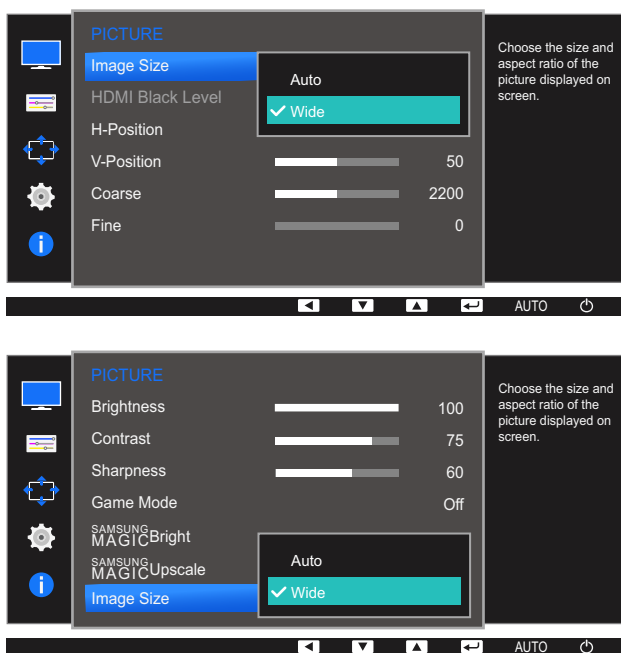 PICTURE
Image Size
Auto
HDMI Black Level
Wide
H-Position
V-Position 50
Coarse 2200
Fine 0
Choose the size and
aspect ratio of the
picture displayed on
screen.
AUTO
PICTURE
Brightness 100
Contrast 75
Sharpness 60
Game Mode Off
SAMSUNG
MAGICBright
SAMSUNG
MAGICUpscale
Auto
Image Size
Wide
Choose the size and
aspect ratio of the
picture displayed on
screen.
AUTO